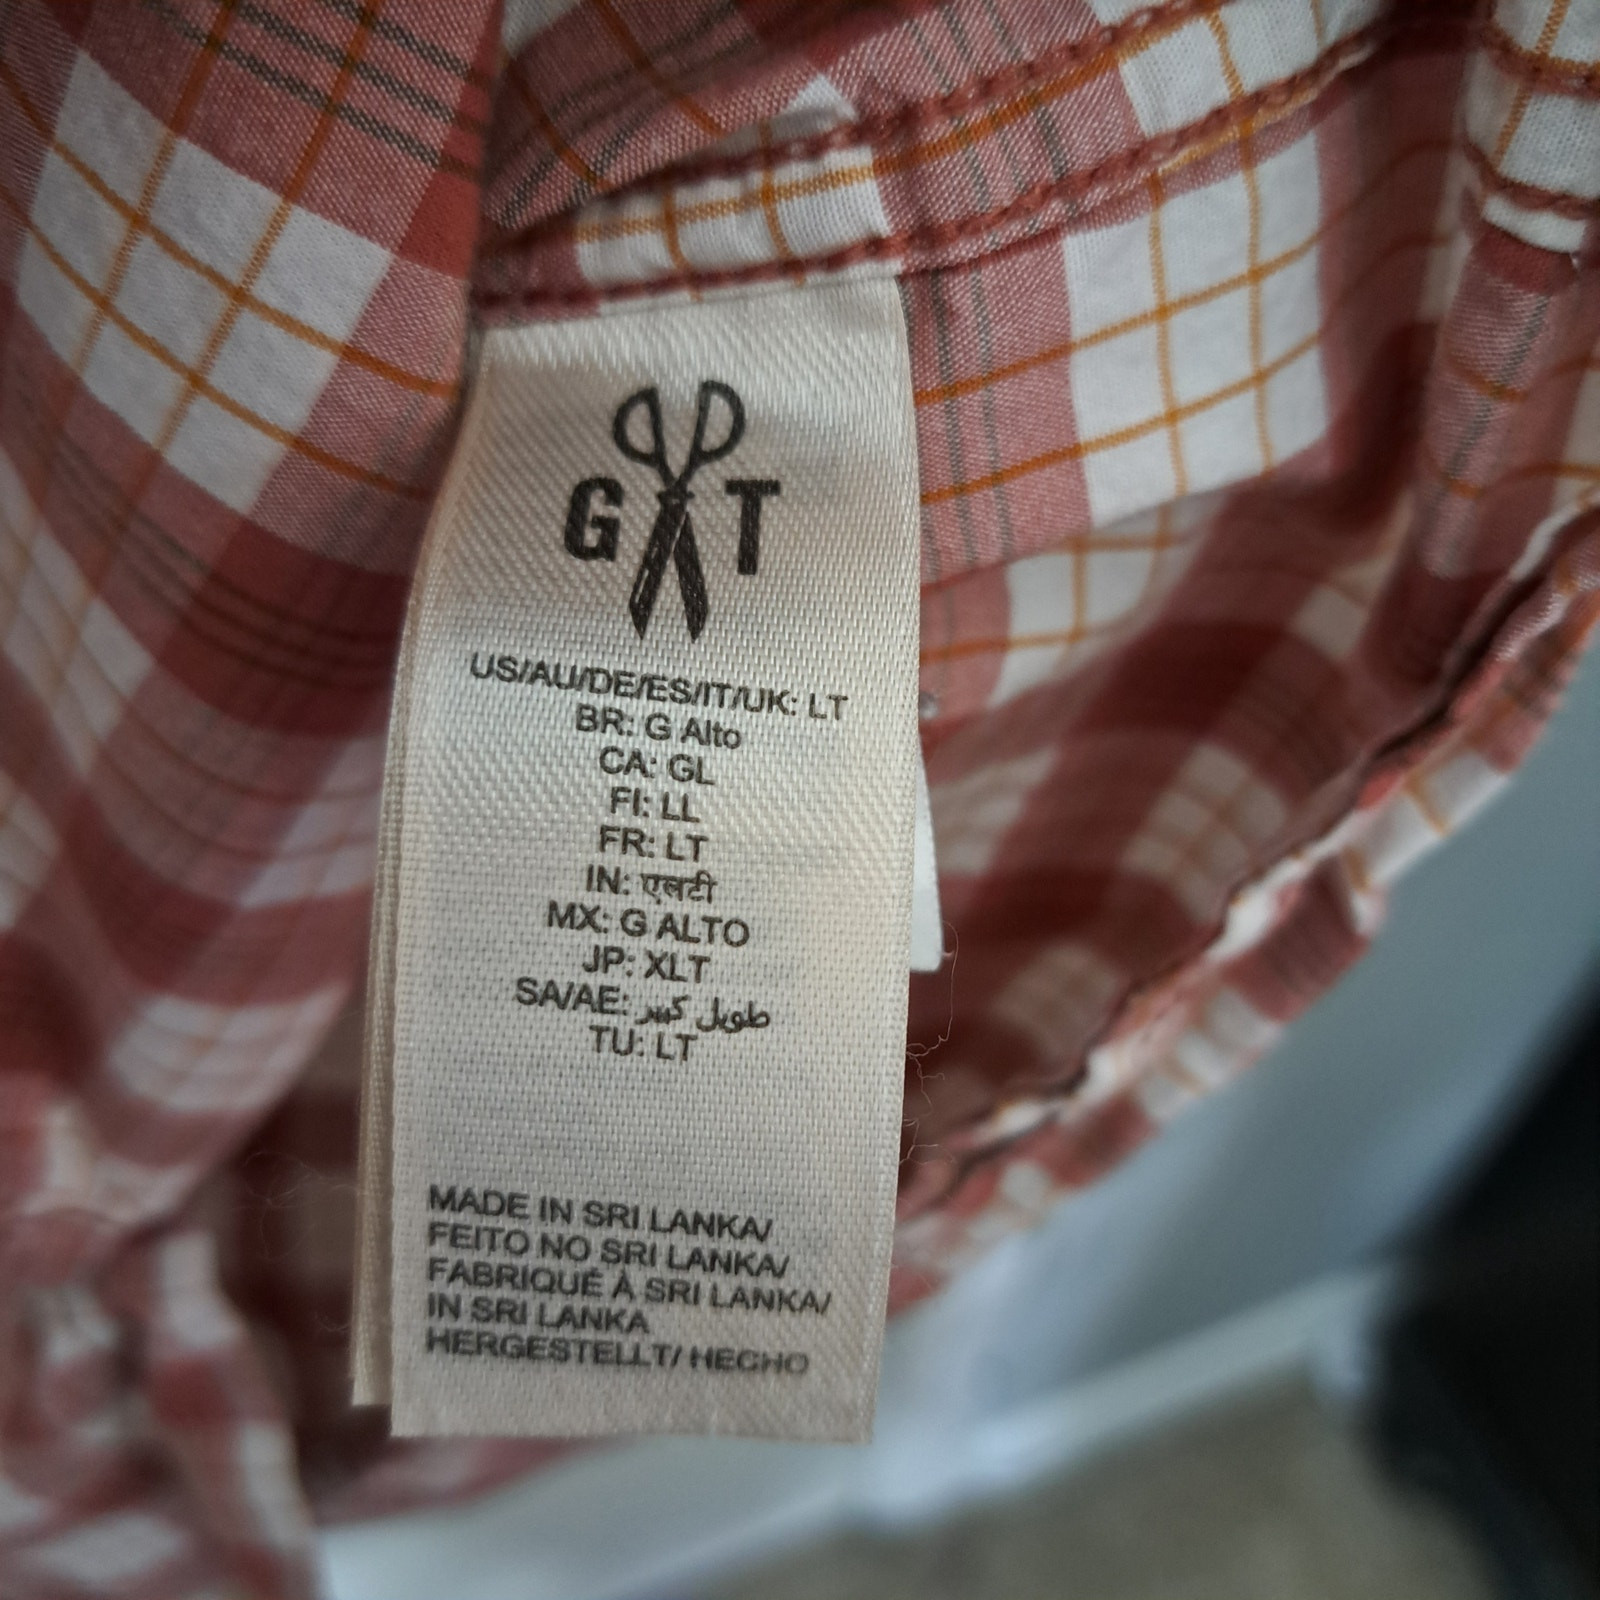 G T
US/AU/DE/ES/IT/UK: LT
BR: G Alto
CA: GL
FI: LL
FR: LT
IN: एलटी
MX: G ALTO
JP: XLT
SA/AE: طويل كبير
TU: LT
MADE IN SRI LANKA/
FEITO NO SRI LANKA/
FABRIQUÉ À SRI LANKA/
IN SRI LANKA
HERGESTELLT/ HECHO